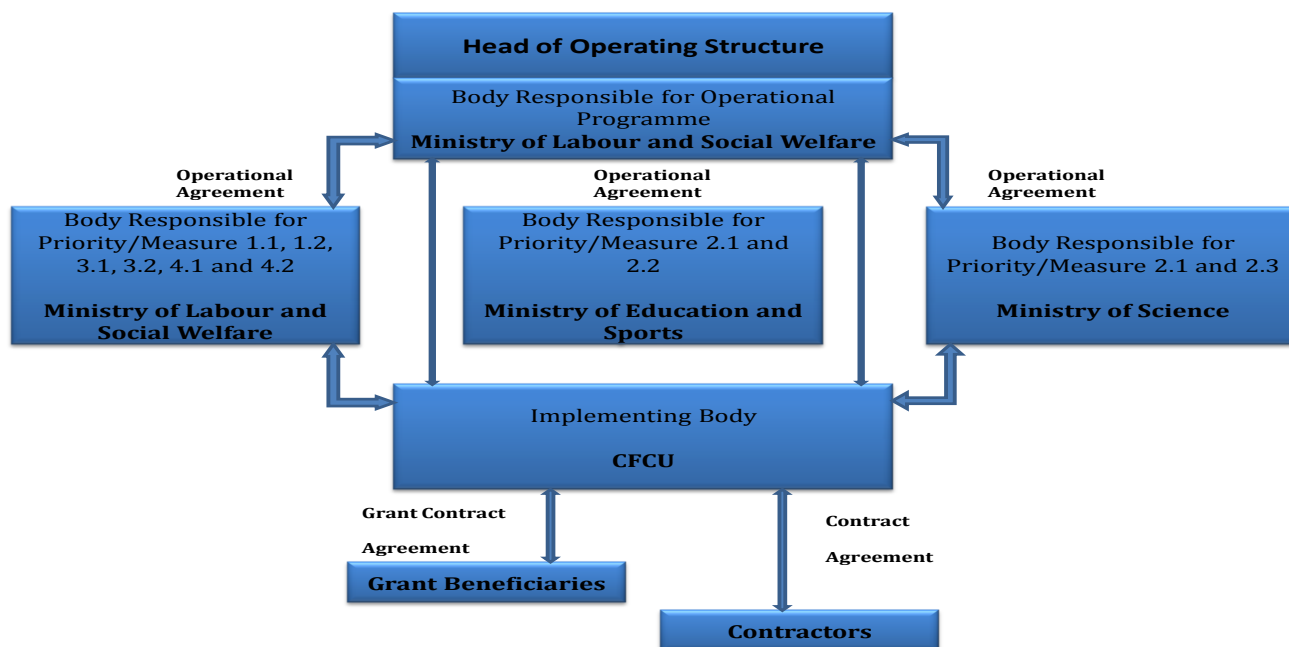 Head of Operating Structure
Body Responsible for Operational
Programme
Ministry of Labour and Social Welfare
Operational
Agreement
Operational
Agreement
Operational
Agreement
Body Responsible for
Priority/Measure 1.1, 1.2,
3.1, 3.2, 4.1 and 4.2
Ministry of Labour and
Social Welfare
Body Responsible for
Priority/Measure 2.1 and
2.2
Ministry of Education and
Sports
Body Responsible for
Priority/Measure 2.1 and 2.3
Ministry of Science
Implementing Body
CFCU
Grant Contract
Agreement
Contract
Agreement
Grant Beneficiaries
Contractors